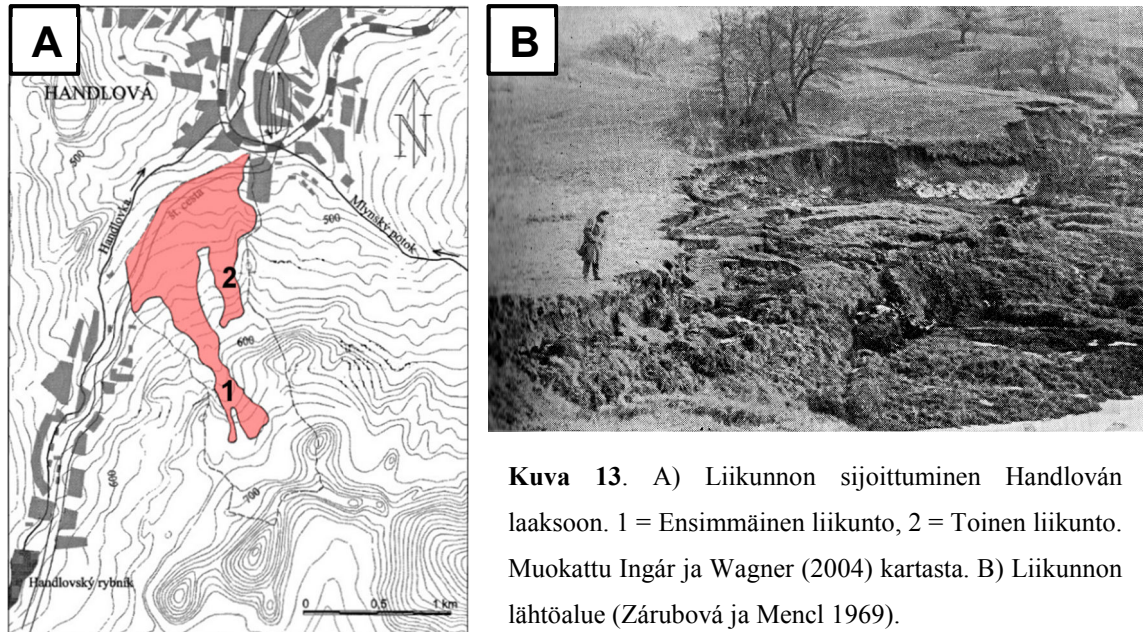 A
B
HANDLOVÁ
N
500
št. cesta
Handlovka
Mlynský potok
500
2
600
1
600
700
Handlovský rybník
0 0,5 1 km
Kuva 13. A) Liikunnon sijoittuminen Handlován
laaksoon. 1 = Ensimmäinen liikunto, 2 = Toinen liikunto.
Muokattu Ingár ja Wagner (2004) kartasta. B) Liikunnon
lähtöalue (Zárubová ja Mencl 1969).